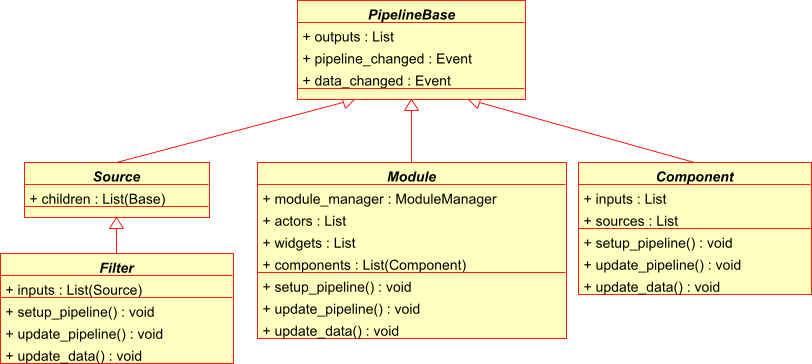 PipelineBase
+ outputs : List
+ pipeline_changed : Event
+ data_changed : Event
Source
+ children : List(Base)
Module
+ module_manager : ModuleManager
+ actors : List
+ widgets : List
+ components : List(Component)
+ setup_pipeline() : void
+ update_pipeline() : void
+ update_data() : void
Component
+ inputs : List
+ sources : List
+ setup_pipeline() : void
+ update_pipeline() : void
+ update_data() : void
Filter
+ inputs : List(Source)
+ setup_pipeline() : void
+ update_pipeline() : void
+ update_data() : void